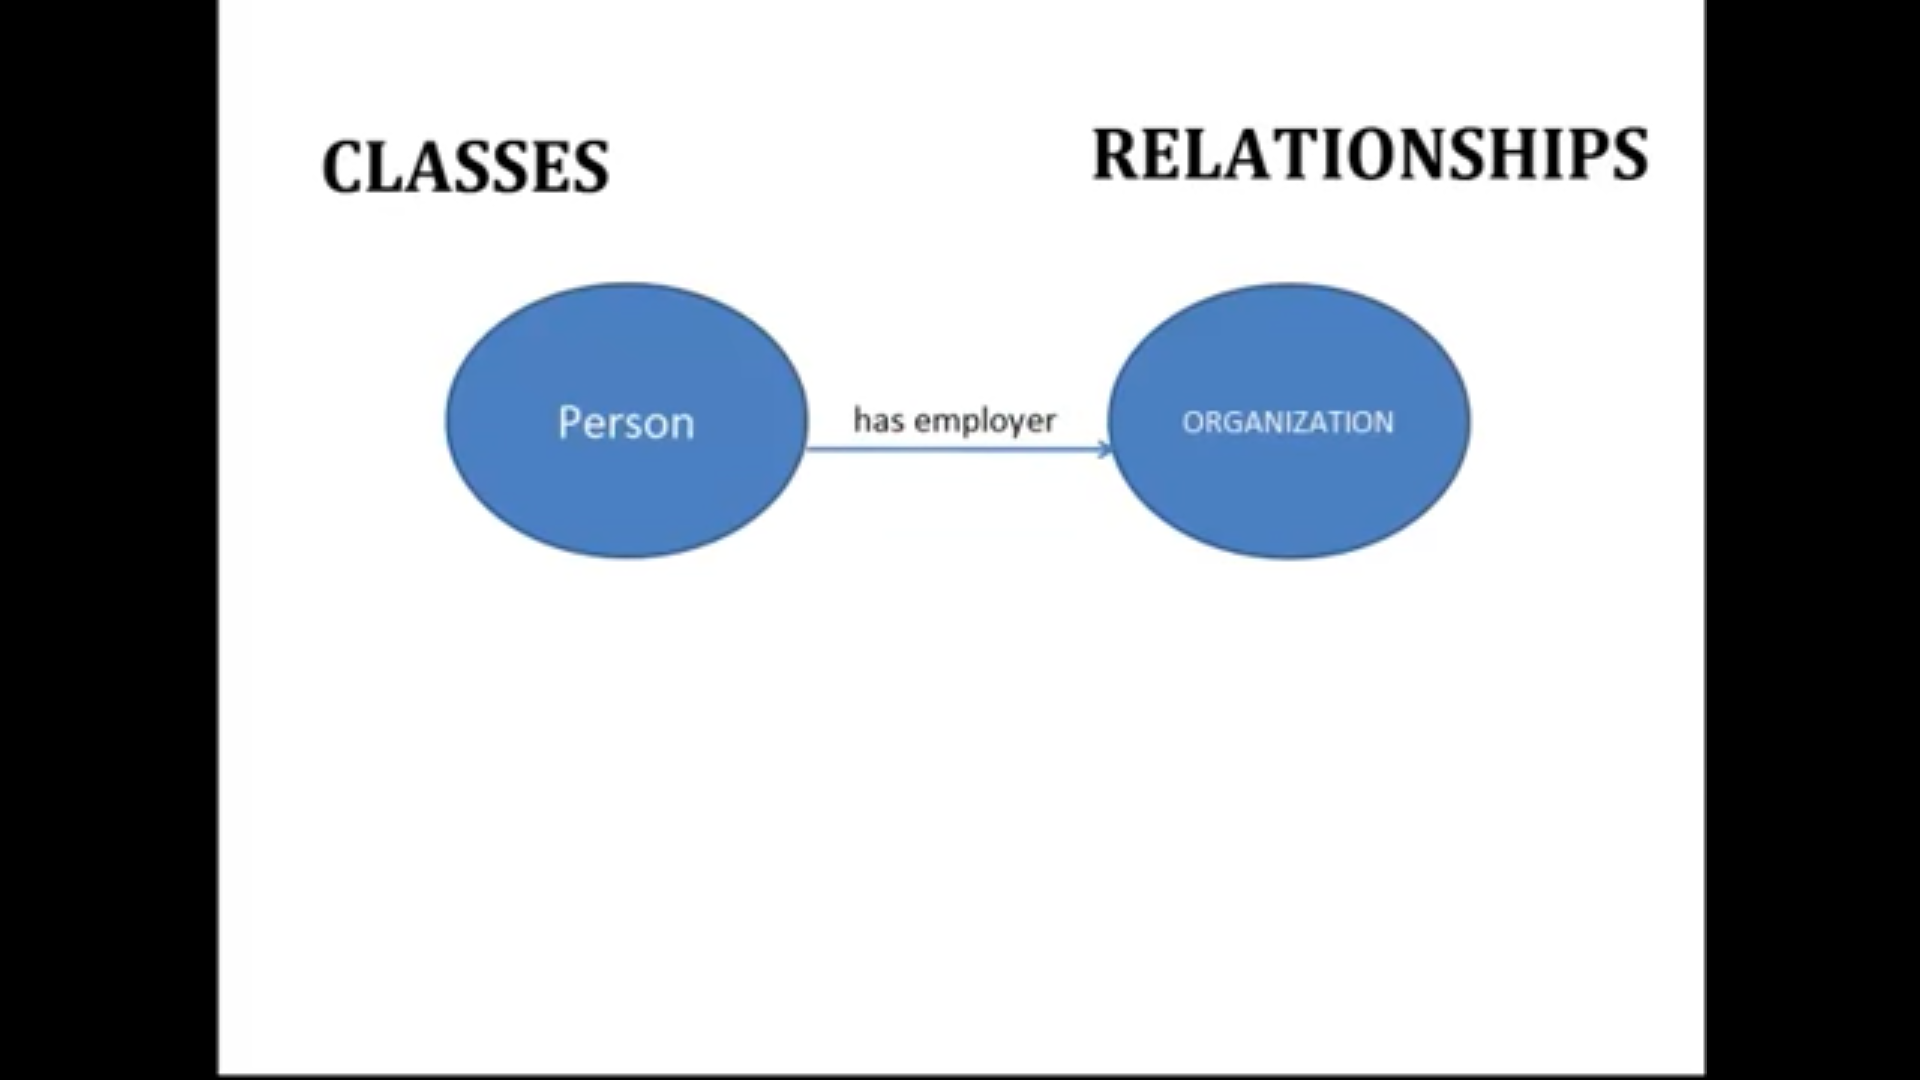 CLASSES
RELATIONSHIPS
Person
has employer
ORGANIZATION